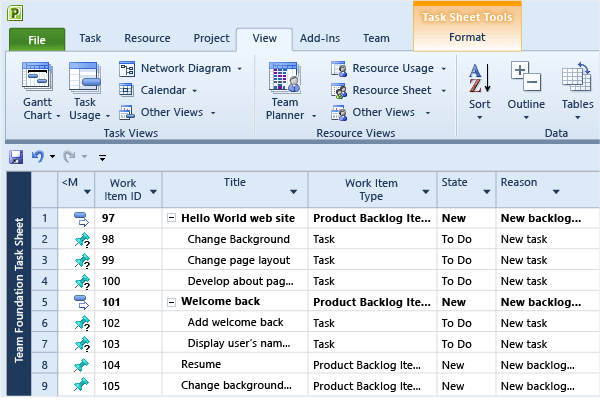 Task Sheet Tools
File Task Resource Project View Add-Ins Team Format
Gantt Chart
Task Usage
Network Diagram
Calendar
Other Views
Task Views
Team Planner
Resource Usage
Resource Sheet
Other Views
Resource Views
Sort
Outline
Tables
Data
Team Foundation Task Sheet
<M Work Item ID Title Work Item Type State Reason
1 97 Hello World web site Product Backlog Ite... New New backlog...
2 98 Change Background Task To Do New task
3 99 Change page layout Task To Do New task
4 100 Develop about pag... Task To Do New task
5 101 Welcome back Product Backlog Ite... New New backlog...
6 102 Add welcome back Task To Do New task
7 103 Display user's nam... Task To Do New task
8 104 Resume Product Backlog Ite... New New backlog...
9 105 Change background... Product Backlog Ite... New New backlog...